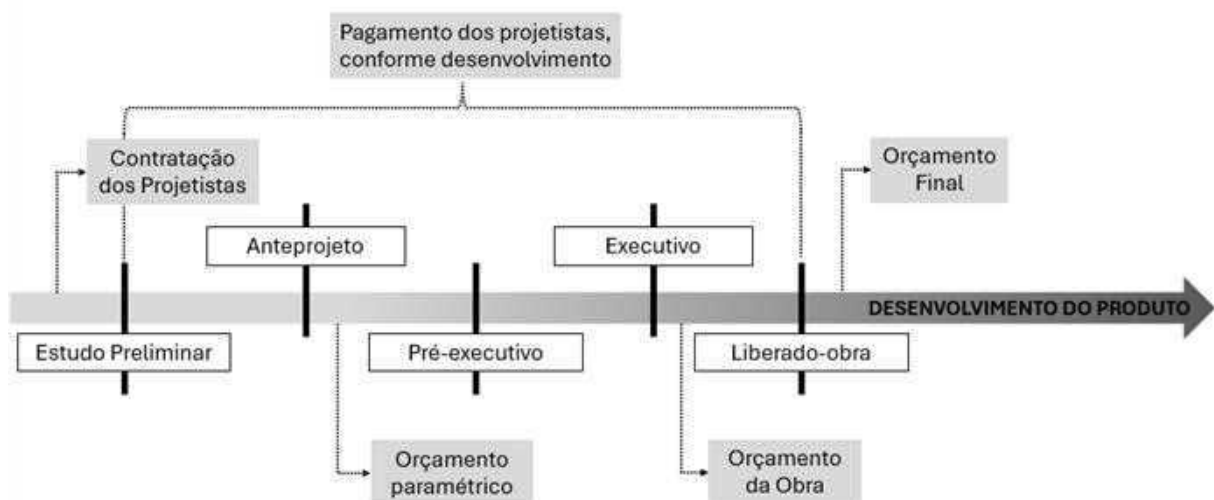 Pagamento dos projetistas,
conforme desenvolvimento
Contratação
dos Projetistas
Orçamento
Final
Anteprojeto
Executivo
DESENVOLVIMENTO DO PRODUTO
Estudo Preliminar
Pré-executivo
Liberado-obra
Orçamento
paramétrico
Orçamento
da Obra